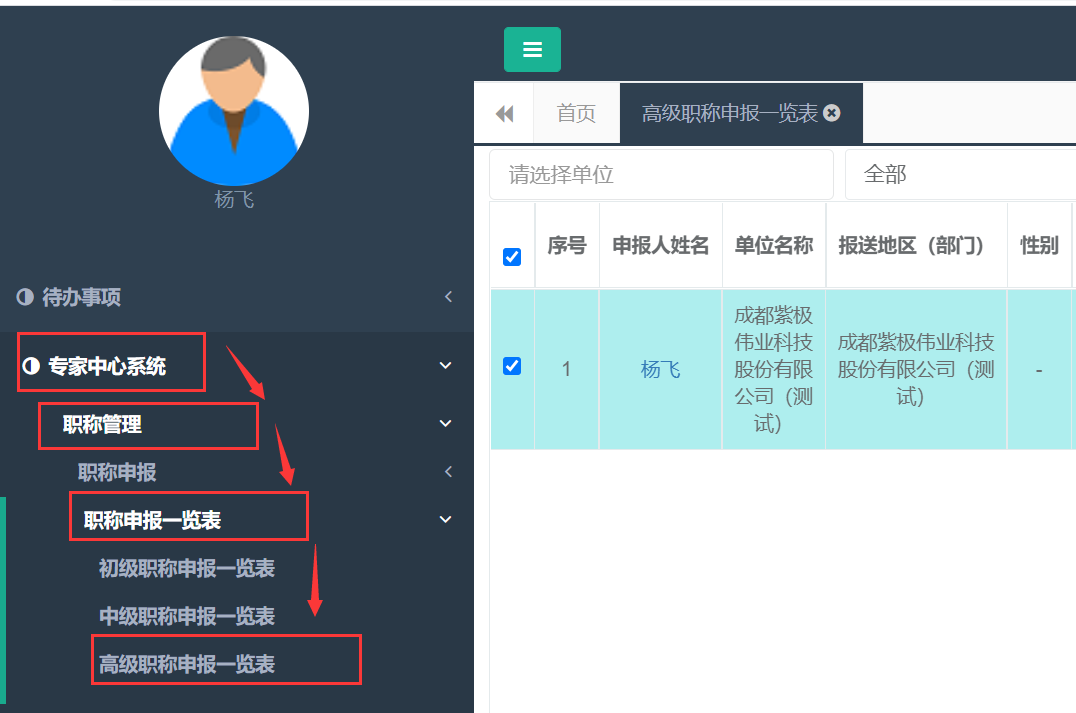 杨飞
待办事项
专家中心系统
职称管理
职称申报
职称申报一览表
初级职称申报一览表
中级职称申报一览表
高级职称申报一览表
首页
高级职称申报一览表
请选择单位
全部
序号
申报人姓名
单位名称
报送地区（部门）
性别
1
杨飞
成都紫极
伟业科技
股份有限
公司（测
试）
成都紫极伟业科技
股份有限公司（测
试）
-